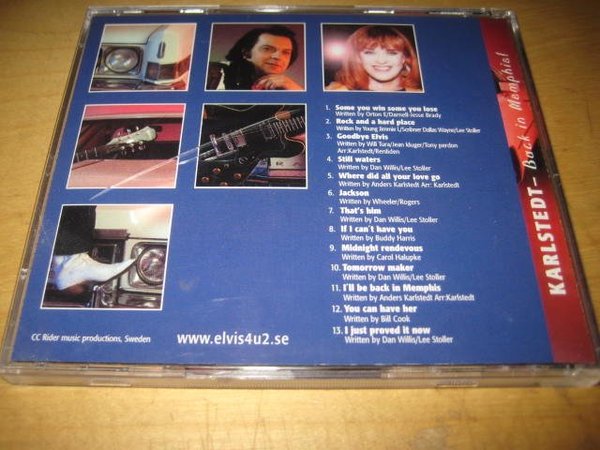 1. Some you win some you lose
Written by Orton E/Darnell-Jesse Brady
2. Rock and a hard place
Written by Young Jimmie L/Scribner Dallas Wayne/Lee Stoller
3. Goodbye Elvis
Written by Will Tura/Jean kluger/Tony pardon
Arr:Karlstedt/Renliden
4. Still waters
Written by Dan Willis/Lee Stoller
5. Where did all your love go
Written by Anders Karlstedt Arr: Karlstedt
6. Jackson
Written by Wheeler/Rogers
7. That's him
Written by Dan Willis/Lee Stoller
8. If I can't have you
Written by Buddy Harris
9. Midnight rendevous
Written by Carol Halupke
10. Tomorrow maker
Written by Dan Willis/Lee Stoller
11. I'll be back in Memphis
Written by Anders Karlstedt Arr:Karlstedt
12. You can have her
Written by Bill Cook
13. I just proved it now
Written by Dan Willis/Lee Stoller
CC Rider music productions, Sweden
www.elvis4u2.se
KARLSTEDT – Back in Memphis!